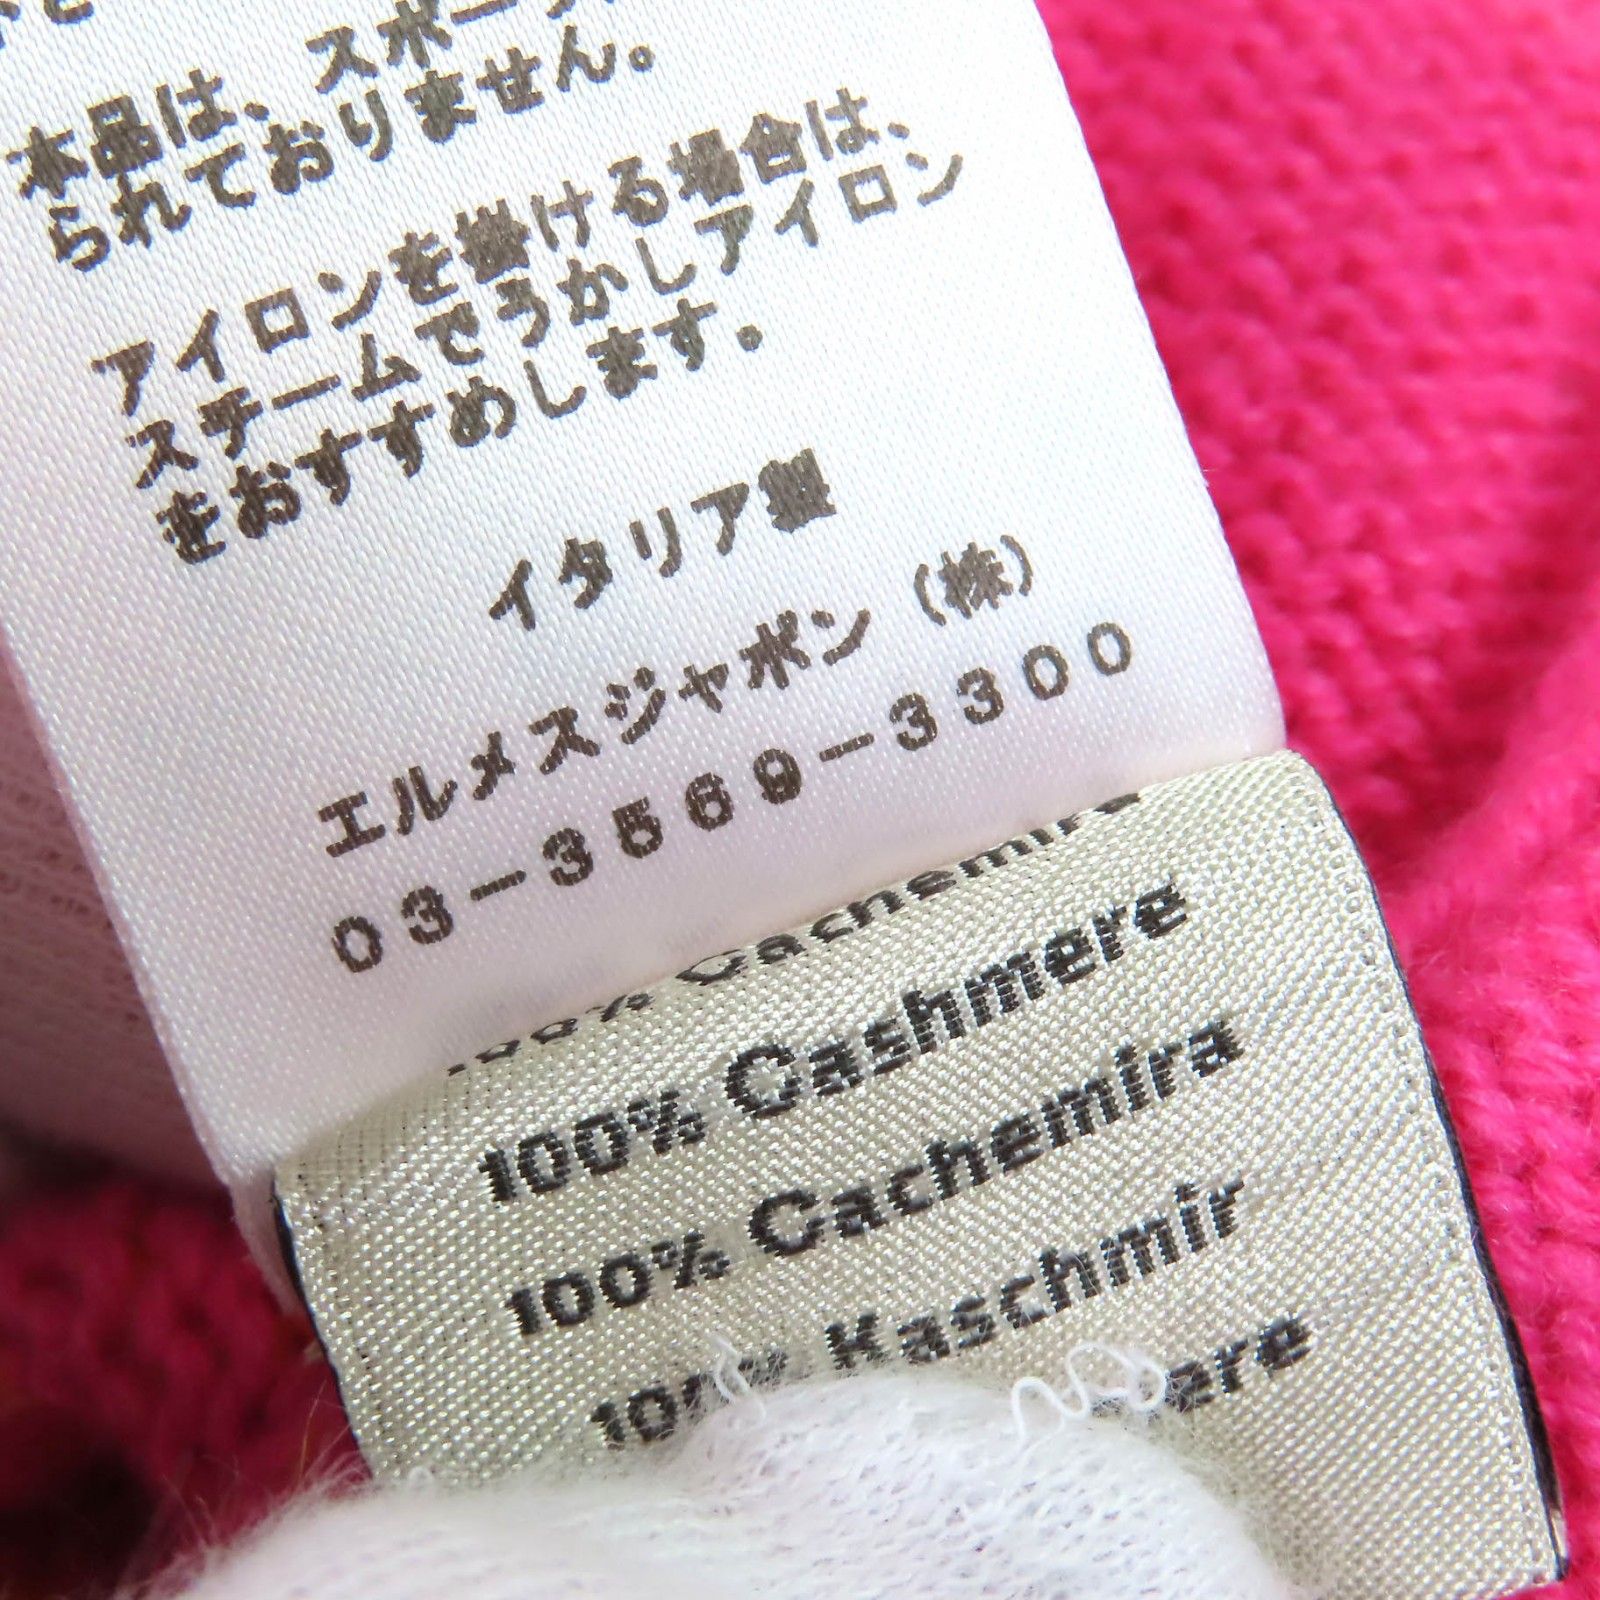 本品は、スポー
られておりません。
アイロンを掛ける場合は、
スチームでうかしアイロン
をおすすめします。
イタリア製
エルメスジャポン(株)
03-3569-3300
100% Cachemira
100% Cashmere
100% Cachemira
100% Kaschmir